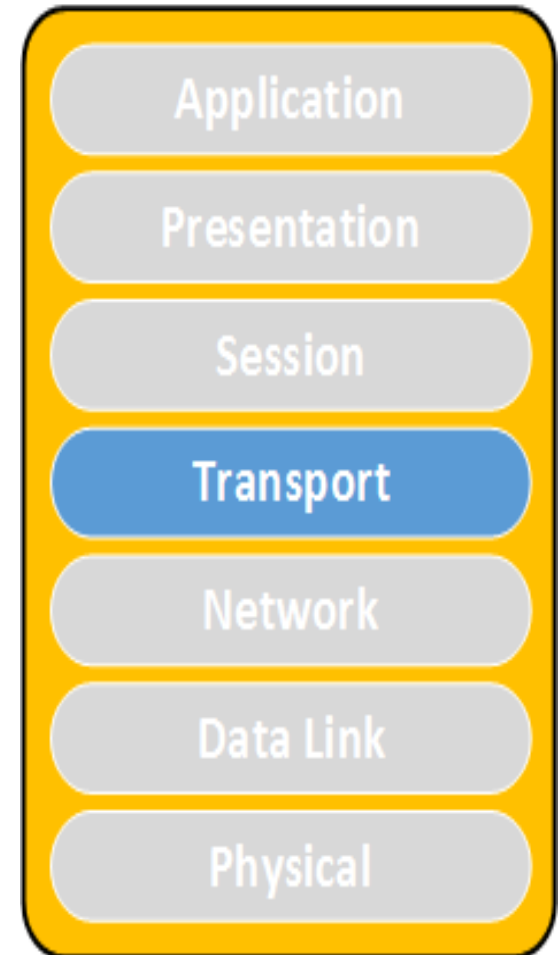 Application
Presentation
Session
Transport
Network
Data Link
Physical